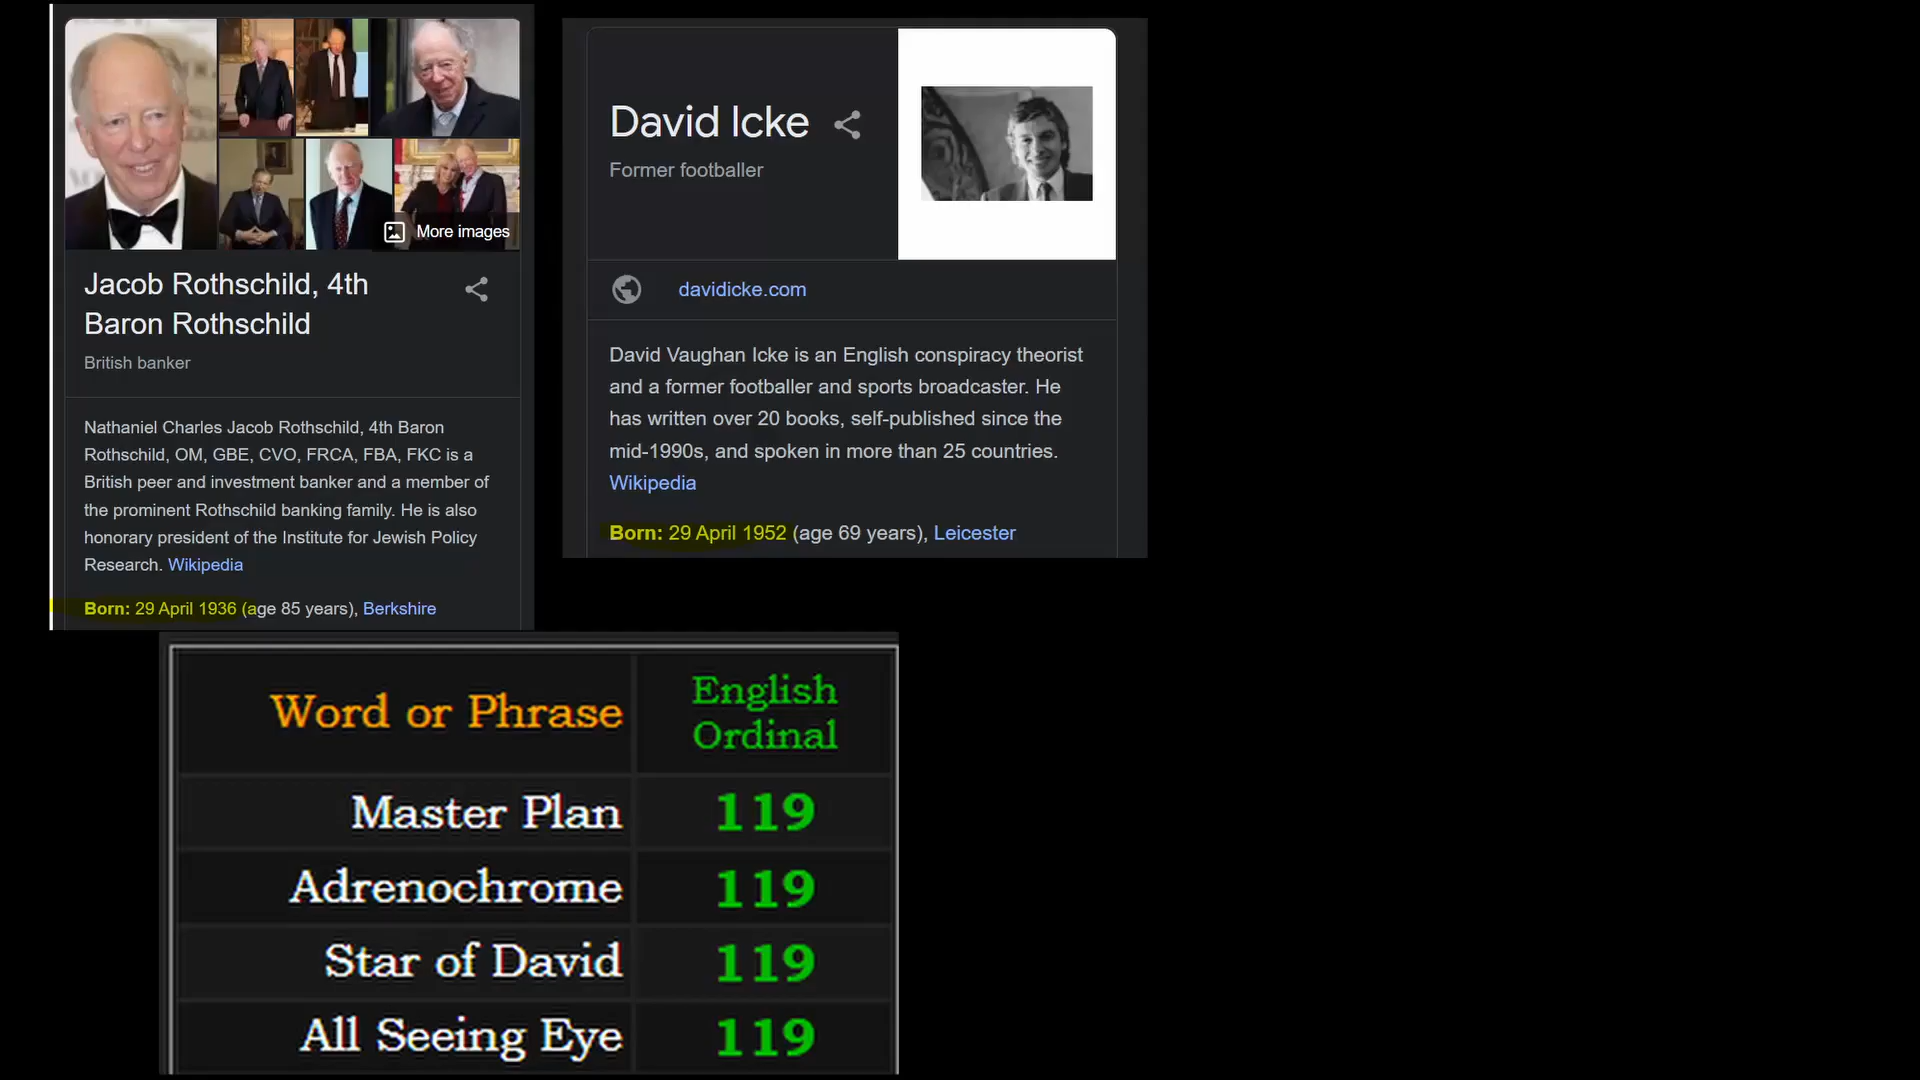 More images
Jacob Rothschild, 4th
Baron Rothschild
British banker
Nathaniel Charles Jacob Rothschild, 4th Baron
Rothschild, OM, GBE, CVO, FRCA, FBA, FKC is a
British peer and investment banker and a member of
the prominent Rothschild banking family. He is also
honorary president of the Institute for Jewish Policy
Research. Wikipedia
Born: 29 April 1936 (age 85 years), Berkshire
David Icke
Former footballer
davidicke.com
David Vaughan Icke is an English conspiracy theorist
and a former footballer and sports broadcaster. He
has written over 20 books, self-published since the
mid-1990s, and spoken in more than 25 countries.
Wikipedia
Born: 29 April 1952 (age 69 years), Leicester
Word or Phrase English
Ordinal
Master Plan 119
Adrenochrome 119
Star of David 119
All Seeing Eye 119